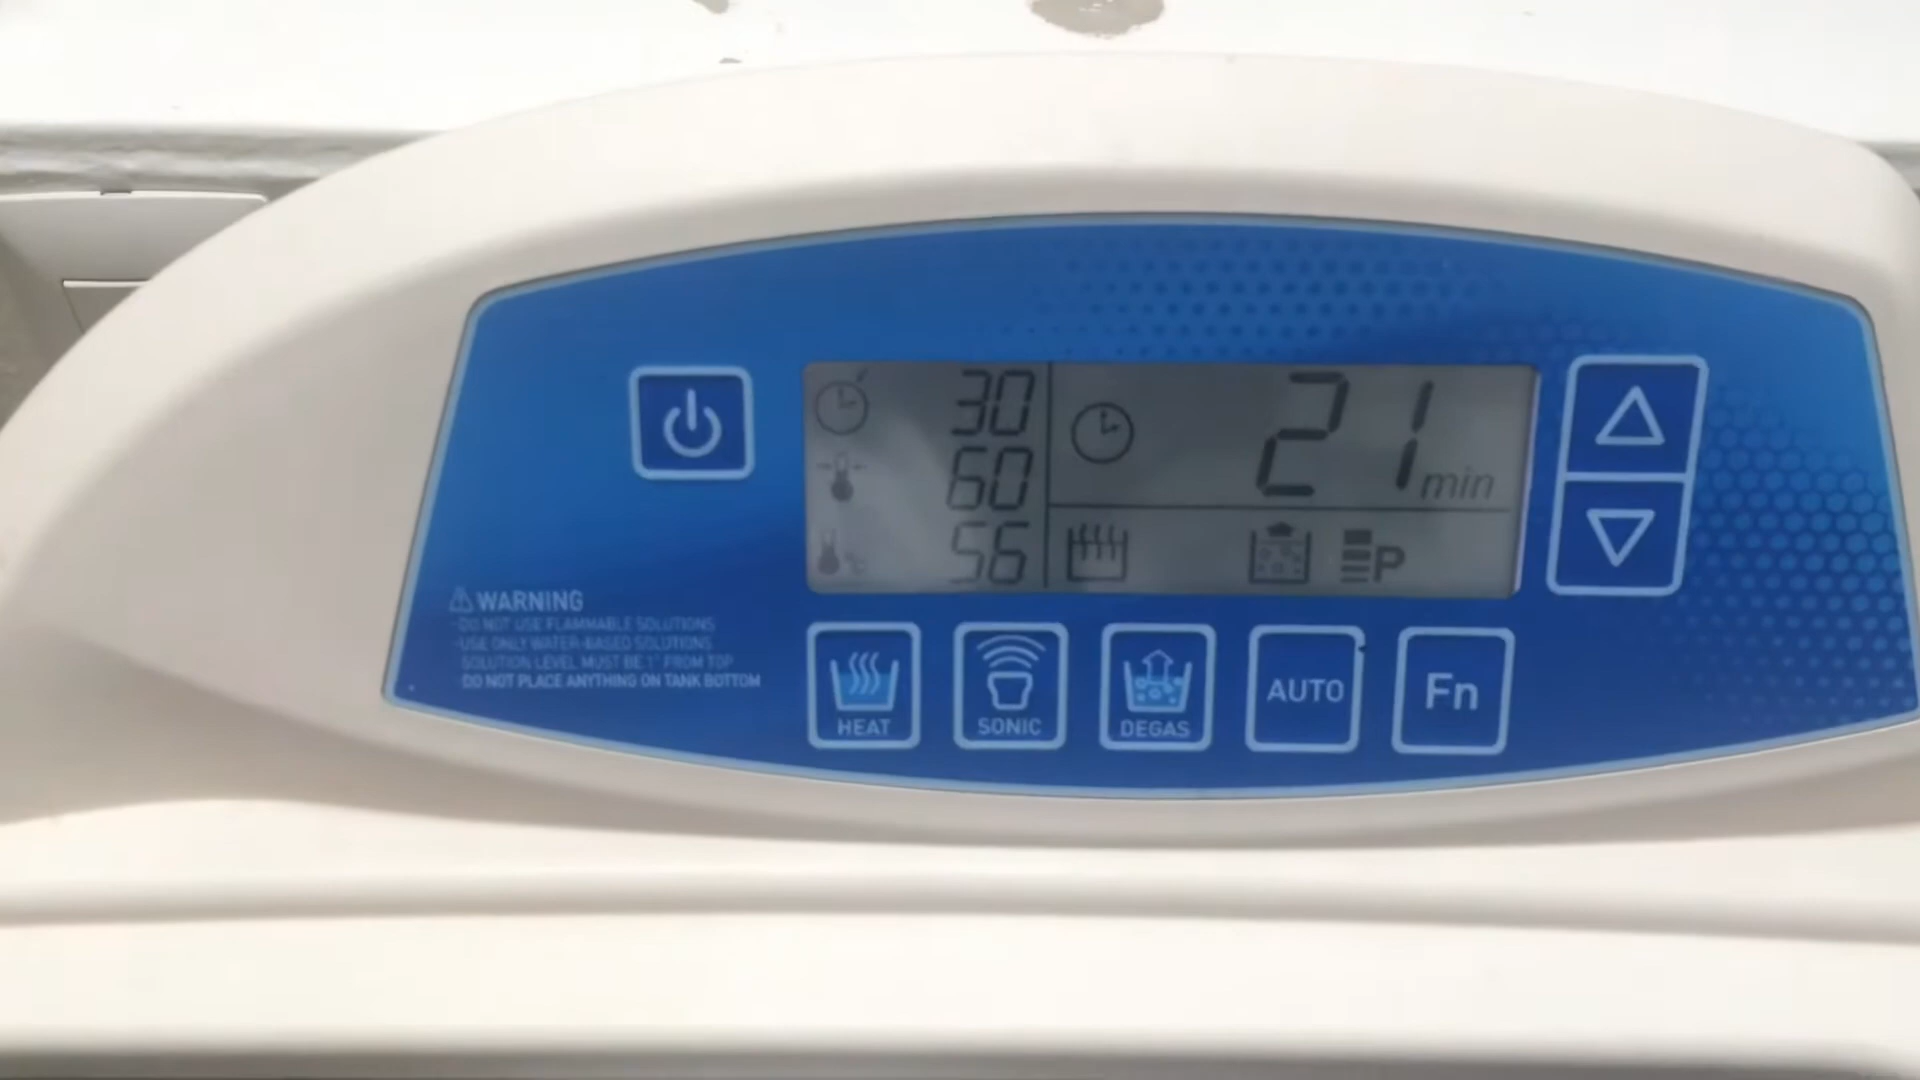 30
60
56
21 min
P
WARNING
-DO NOT USE FLAMMABLE SOLUTIONS
-USE ONLY WATER-BASED SOLUTIONS
SOLUTION LEVEL MUST BE 1" FROM TOP
DO NOT PLACE ANYTHING ON TANK BOTTOM
HEAT
SONIC
DEGAS
AUTO
Fn